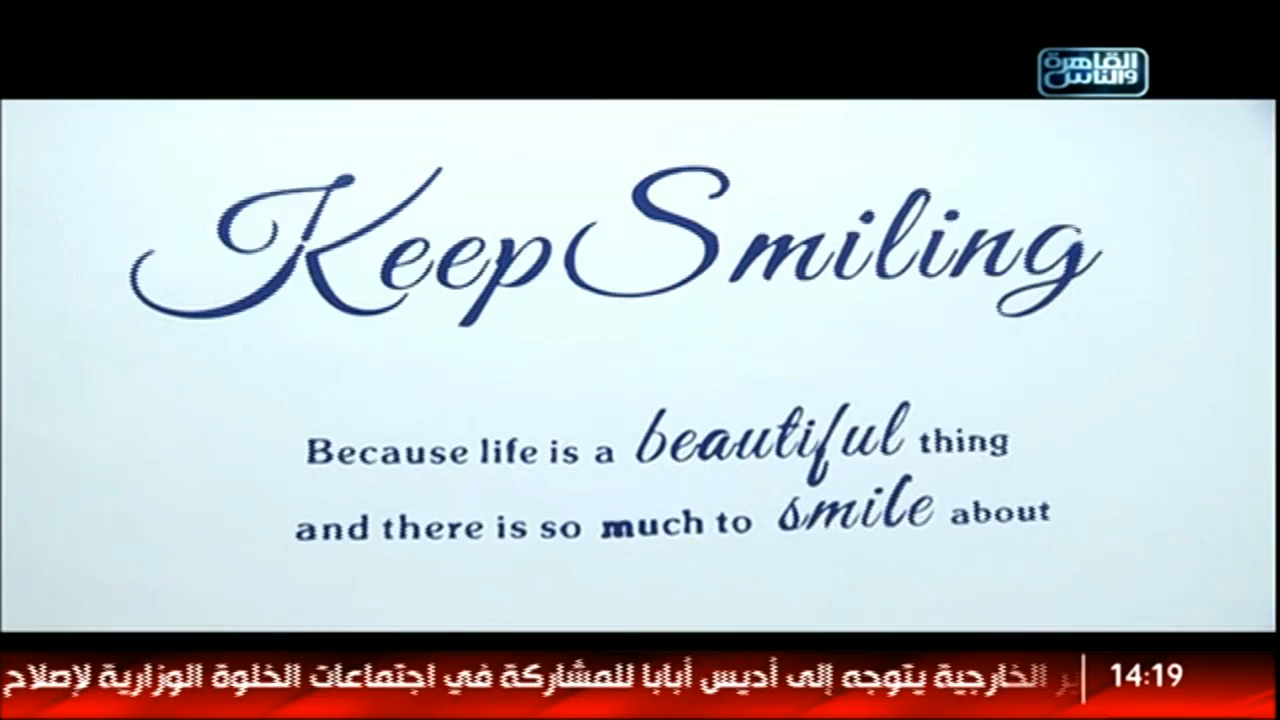 القاهرة
والناس
Keep Smiling
Because life is a beautiful thing
and there is so much to smile about
الخارجية يتوجه إلى أديس أبابا للمشاركة في اجتماعات الخلوة الوزارية لإصلاح
14:19